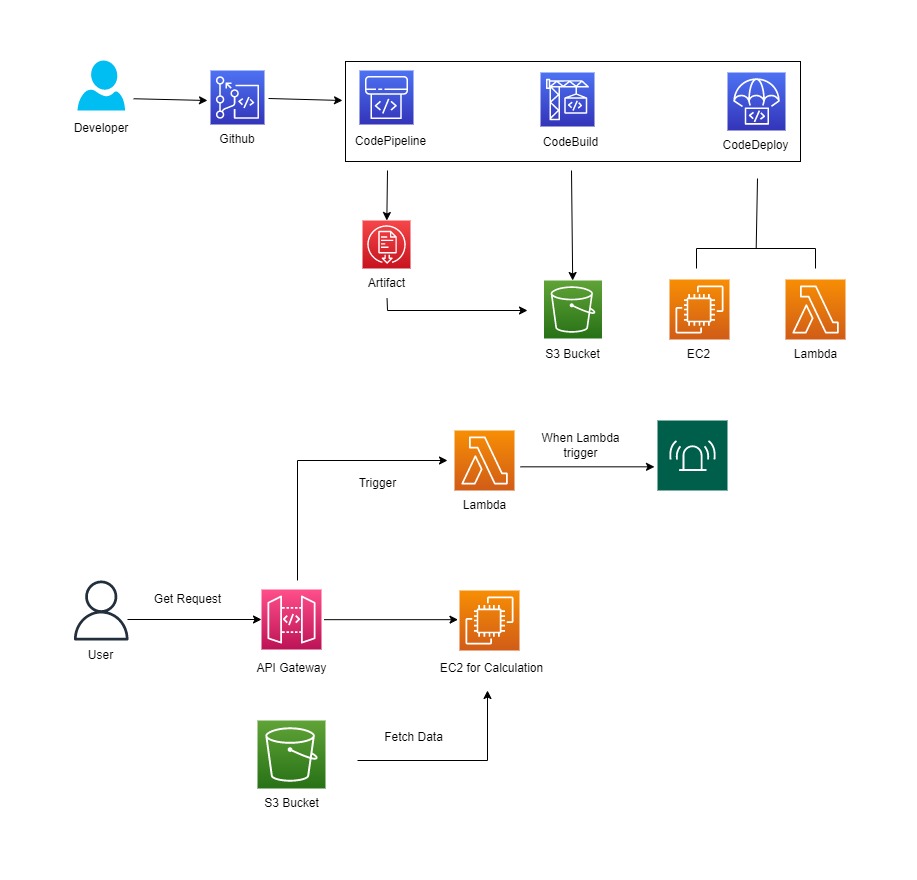 Developer
Github
CodePipeline
CodeBuild
CodeDeploy
Artifact
S3 Bucket
EC2
Lambda
When Lambda
trigger
Trigger
Lambda
Get Request
User
API Gateway
EC2 for Calculation
Fetch Data
S3 Bucket